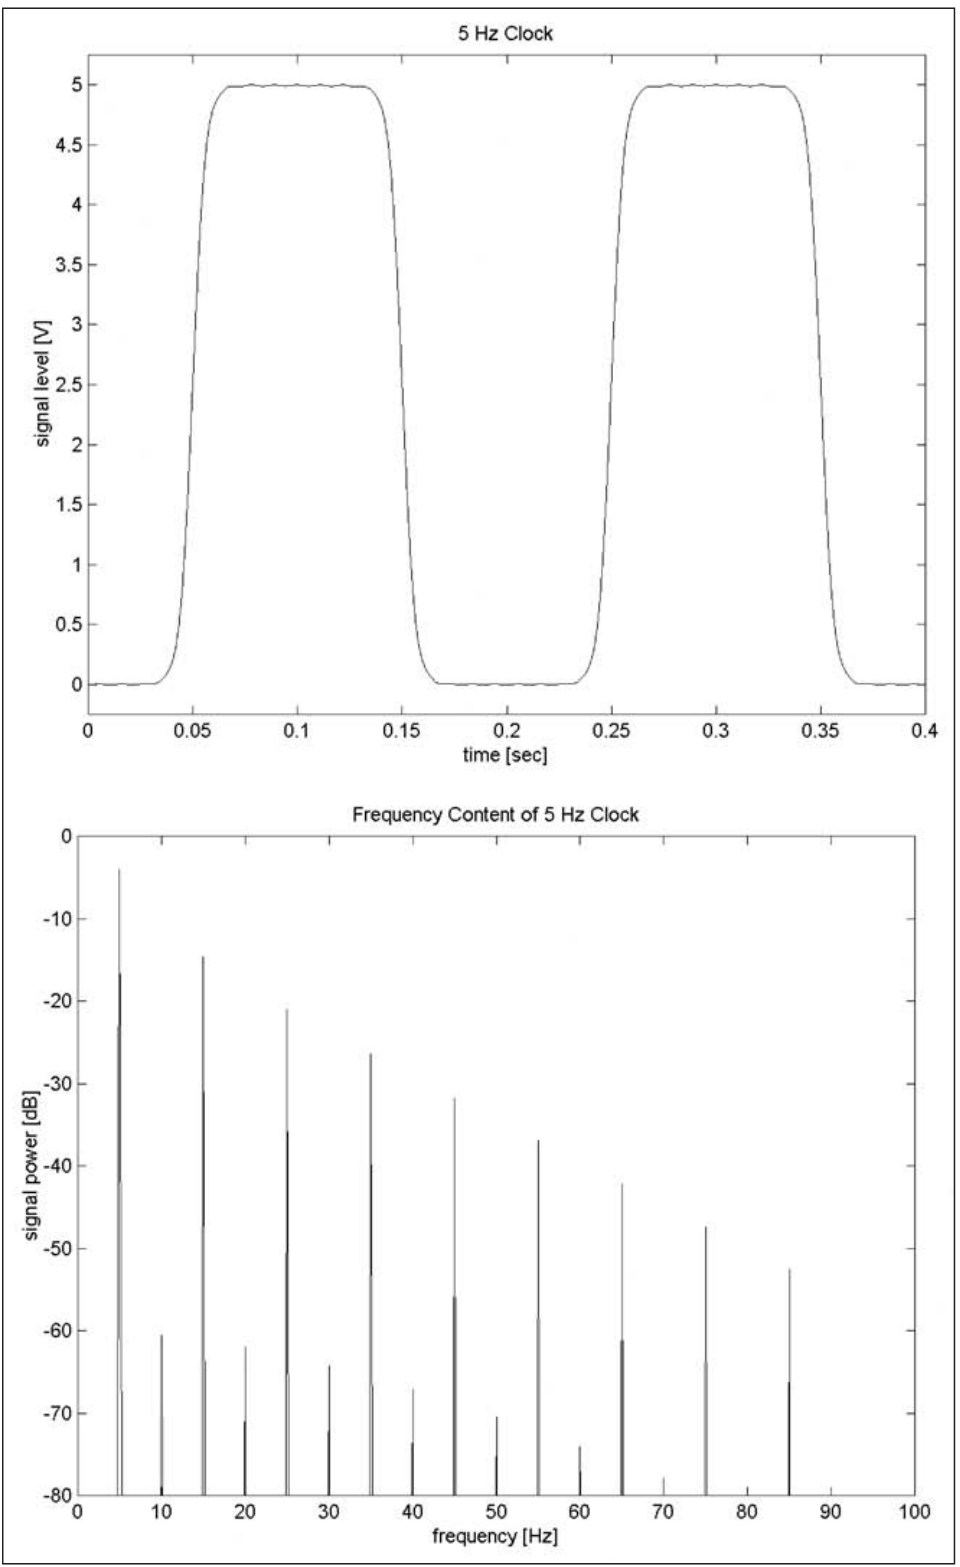 5 Hz Clock
5
4.5
4
3.5
3
2.5
2
1.5
1
0.5
0
signal level [V]
0 0.05 0.1 0.15 0.2 0.25 0.3 0.35 0.4
time [sec]
Frequency Content of 5 Hz Clock
0
-10
-20
-30
-40
-50
-60
-70
-80
signal power [dB]
0 10 20 30 40 50 60 70 80 90 100
frequency [Hz]